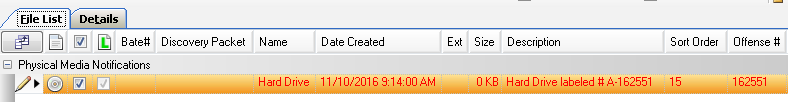 File List Details
Bate# Discovery Packet Name Date Created Ext Size Description Sort Order Offense #
Physical Media Notifications
Hard Drive 11/10/2016 9:14:00 AM 0 KB Hard Drive labeled # A-162551 15 162551